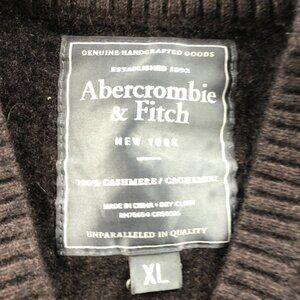 GENUINE HANDCRAFTED GOODS
ESTABLISHED 1892
Abercrombie
& Fitch
NEW YORK
100% CASHMERE / CACHEMIRE
MADE IN CHINA • DRY CLEAN
UNPARALLELED IN QUALITY
XL